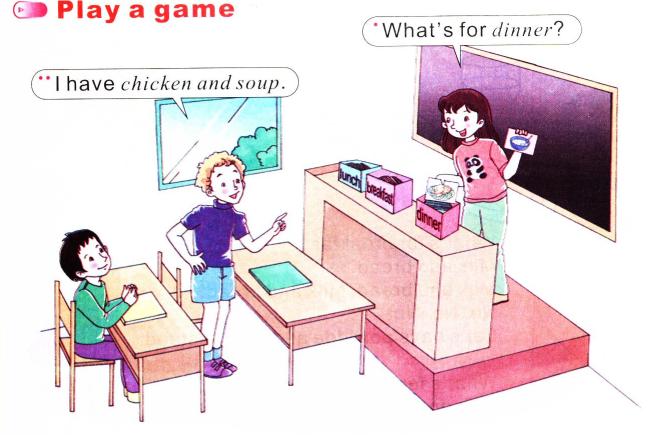 Play a game
•What's for dinner?
••I have chicken and soup.
lunch
breakfast
dinner